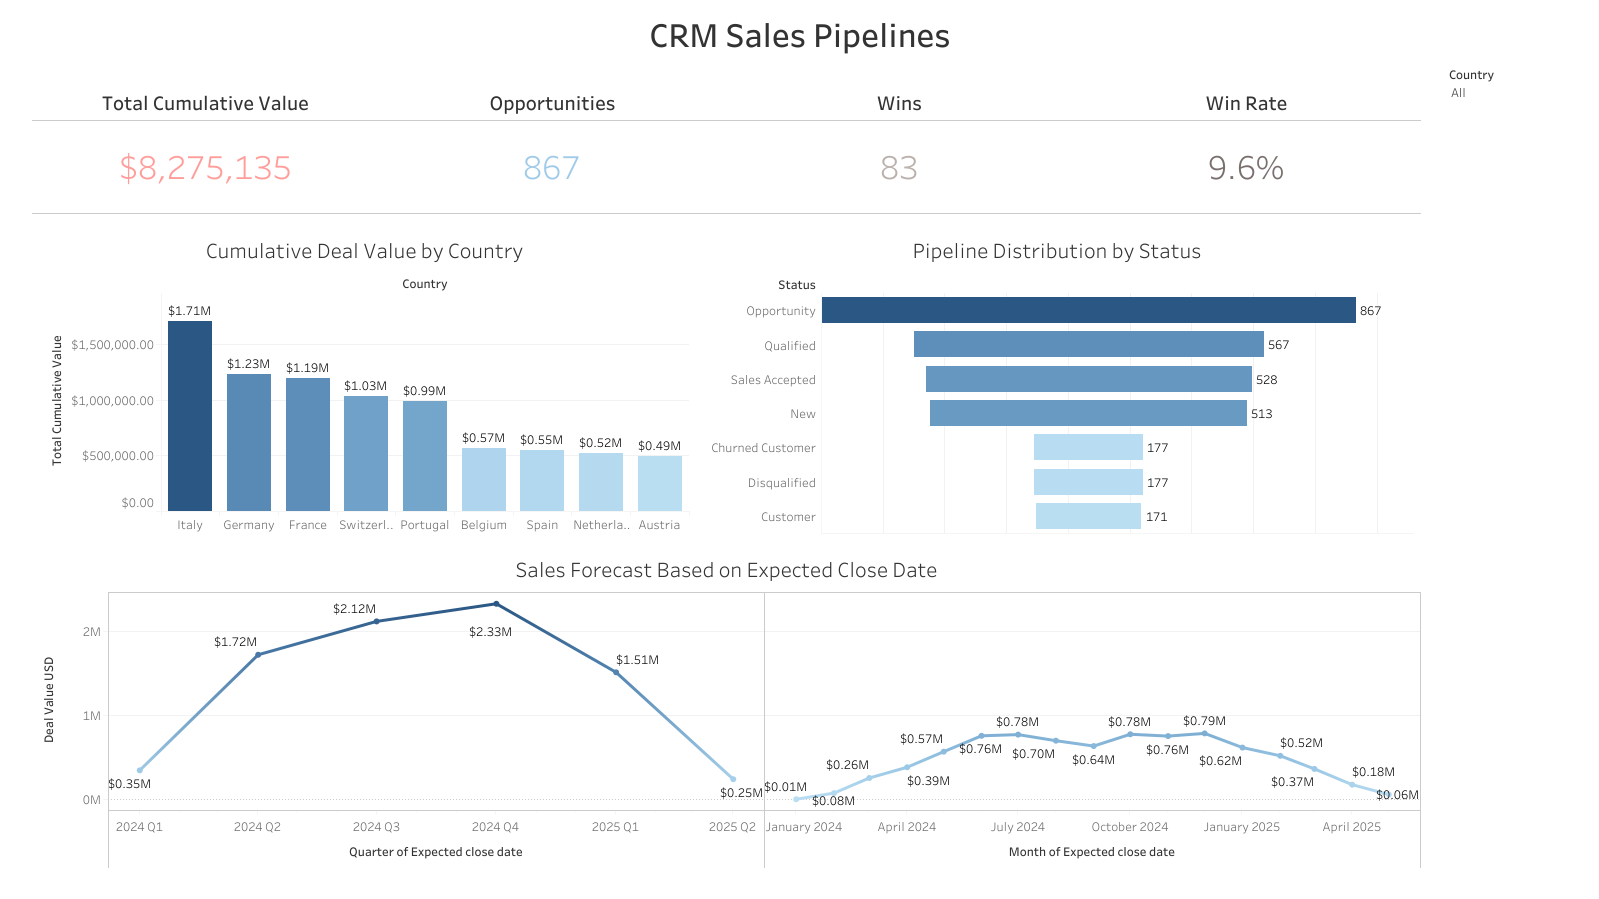 CRM Sales Pipelines
Country
All
Total Cumulative Value
Opportunities
Wins
Win Rate
$8,275,135
867
83
9.6%
Cumulative Deal Value by Country
Country
Total Cumulative Value
$1,500,000.00
$1,000,000.00
$500,000.00
$0.00
$1.71M
$1.23M
$1.19M
$1.03M
$0.99M
$0.57M
$0.55M
$0.52M
$0.49M
Italy
Germany
France
Switzerl..
Portugal
Belgium
Spain
Netherla..
Austria
Pipeline Distribution by Status
Status
Opportunity 867
Qualified 567
Sales Accepted 528
New 513
Churned Customer 177
Disqualified 177
Customer 171
Sales Forecast Based on Expected Close Date
Deal Value USD
2M
1M
0M
$0.35M
$1.72M
$2.12M
$2.33M
$1.51M
$0.25M
2024 Q1
2024 Q2
2024 Q3
2024 Q4
2025 Q1
2025 Q2
Quarter of Expected close date
$0.01M
$0.08M
$0.26M
$0.39M
$0.57M
$0.76M
$0.78M
$0.70M
$0.64M
$0.78M
$0.76M
$0.79M
$0.62M
$0.52M
$0.37M
$0.18M
$0.06M
January 2024
April 2024
July 2024
October 2024
January 2025
April 2025
Month of Expected close date